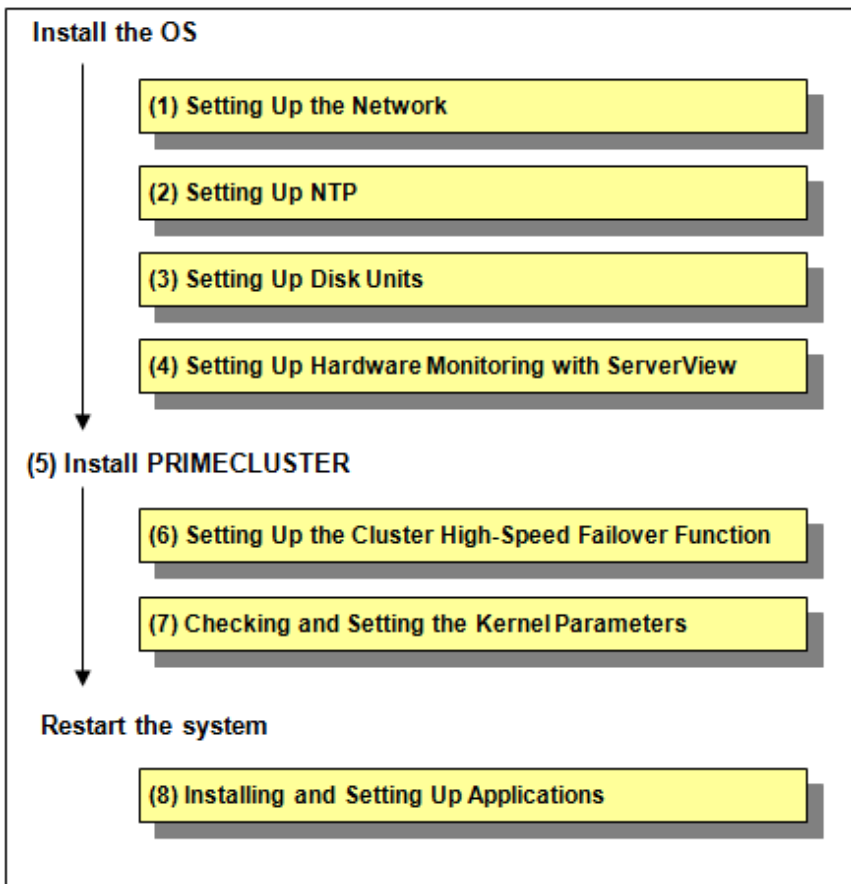 Install the OS
(1) Setting Up the Network
(2) Setting Up NTP
(3) Setting Up Disk Units
(4) Setting Up Hardware Monitoring with ServerView
(5) Install PRIMECLUSTER
(6) Setting Up the Cluster High-Speed Failover Function
(7) Checking and Setting the Kernel Parameters
Restart the system
(8) Installing and Setting Up Applications